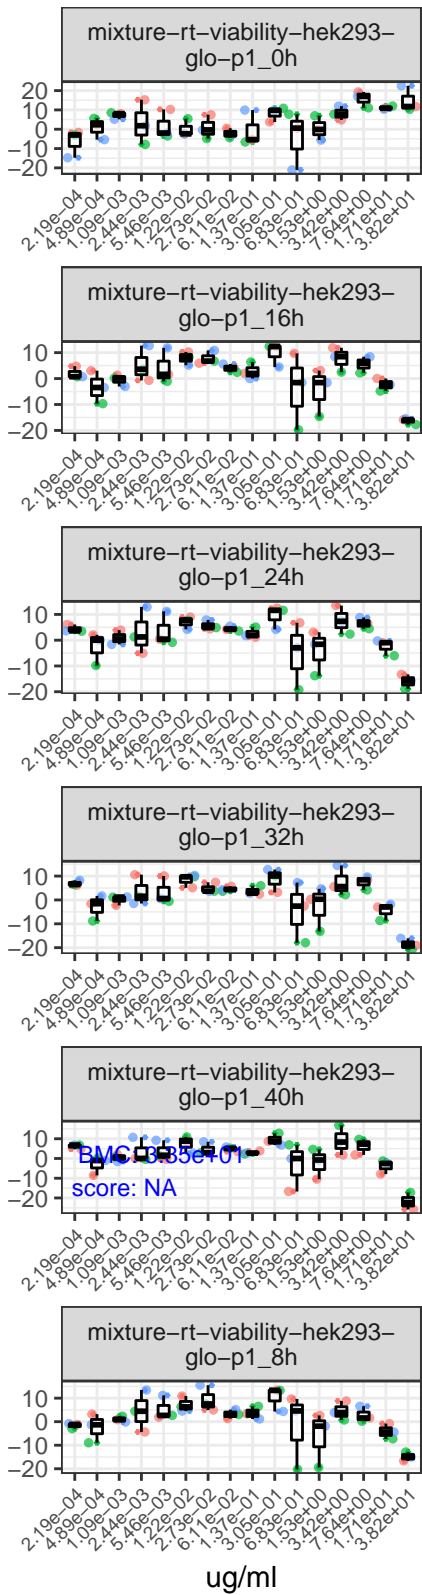 mixture−rt−viability−hek293−
glo−p1_0h
20
10
0
−10
−20
2.19e−04
4.89e−04
1.09e−03
2.44e−03
5.46e−03
1.22e−02
2.73e−02
6.11e−02
1.37e−01
3.05e−01
6.83e−01
1.53e+00
3.42e+00
7.64e+00
1.71e+01
3.82e+01
mixture−rt−viability−hek293−
glo−p1_16h
10
0
−10
−20
2.19e−04
4.89e−04
1.09e−03
2.44e−03
5.46e−03
1.22e−02
2.73e−02
6.11e−02
1.37e−01
3.05e−01
6.83e−01
1.53e+00
3.42e+00
7.64e+00
1.71e+01
3.82e+01
mixture−rt−viability−hek293−
glo−p1_24h
10
0
−10
−20
2.19e−04
4.89e−04
1.09e−03
2.44e−03
5.46e−03
1.22e−02
2.73e−02
6.11e−02
1.37e−01
3.05e−01
6.83e−01
1.53e+00
3.42e+00
7.64e+00
1.71e+01
3.82e+01
mixture−rt−viability−hek293−
glo−p1_32h
10
0
−10
−20
2.19e−04
4.89e−04
1.09e−03
2.44e−03
5.46e−03
1.22e−02
2.73e−02
6.11e−02
1.37e−01
3.05e−01
6.83e−01
1.53e+00
3.42e+00
7.64e+00
1.71e+01
3.82e+01
mixture−rt−viability−hek293−
glo−p1_40h
10
0
−10
−20
BMC: 3.35e+01
score: NA
2.19e−04
4.89e−04
1.09e−03
2.44e−03
5.46e−03
1.22e−02
2.73e−02
6.11e−02
1.37e−01
3.05e−01
6.83e−01
1.53e+00
3.42e+00
7.64e+00
1.71e+01
3.82e+01
mixture−rt−viability−hek293−
glo−p1_8h
10
0
−10
−20
2.19e−04
4.89e−04
1.09e−03
2.44e−03
5.46e−03
1.22e−02
2.73e−02
6.11e−02
1.37e−01
3.05e−01
6.83e−01
1.53e+00
3.42e+00
7.64e+00
1.71e+01
3.82e+01
ug/ml